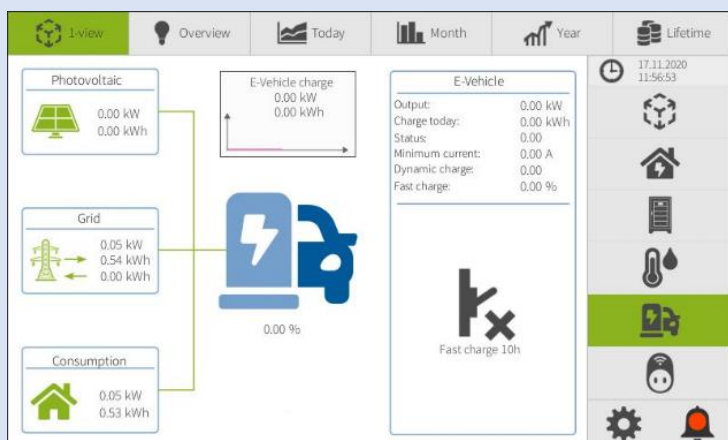 1-view
Overview
Today
Month
Year
Lifetime
17.11.2020
11:56:53
Photovoltaic
0.00 kW
0.00 kWh
E-Vehicle charge
0.00 kW
0.00 kWh
Grid
0.05 kW
0.54 kWh
0.00 kWh
0.00 %
Consumption
0.05 kW
0.53 kWh
E-Vehicle
Output: 0.00 kW
Charge today: 0.00 kWh
Status: 0.00
Minimum current: 0.00 A
Dynamic charge: 0.00
Fast charge: 0.00 %
Fast charge 10h